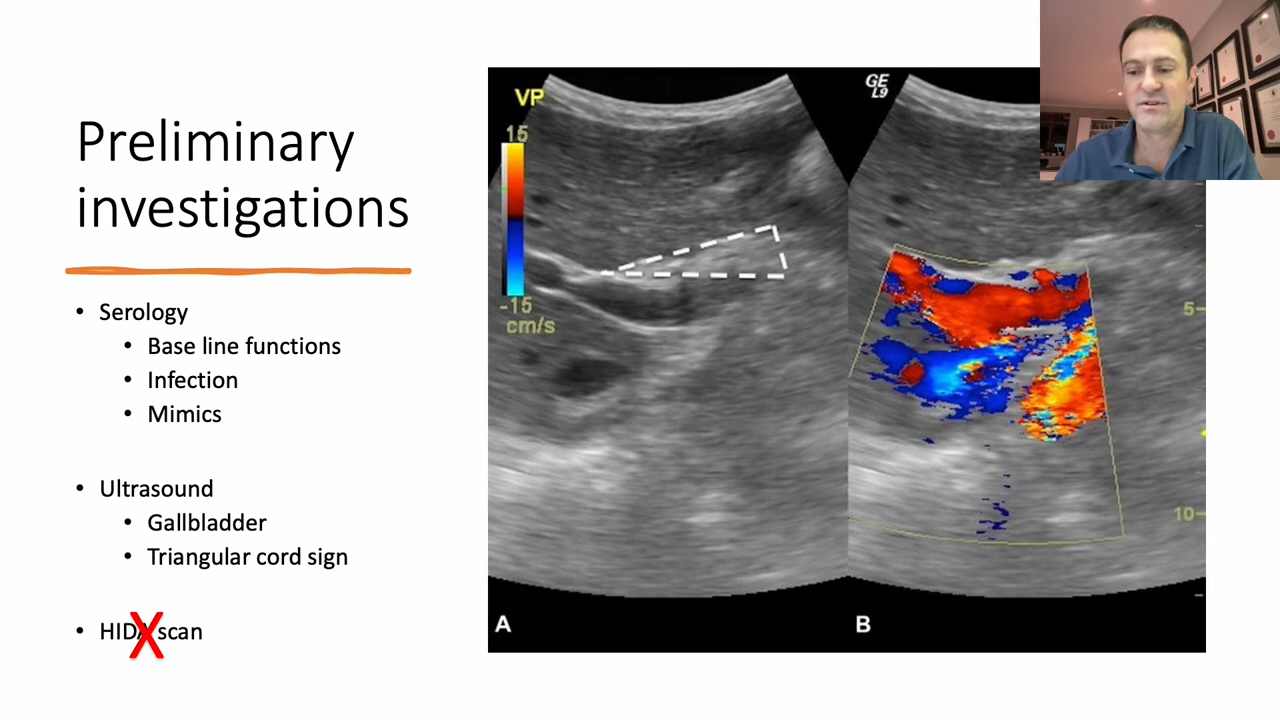 Preliminary
investigations
• Serology
• Base line functions
• Infection
• Mimics
• Ultrasound
• Gallbladder
• Triangular cord sign
• HIDA scan
X
VP
15
-15
cm/s
A
GE
L9
5
10
B